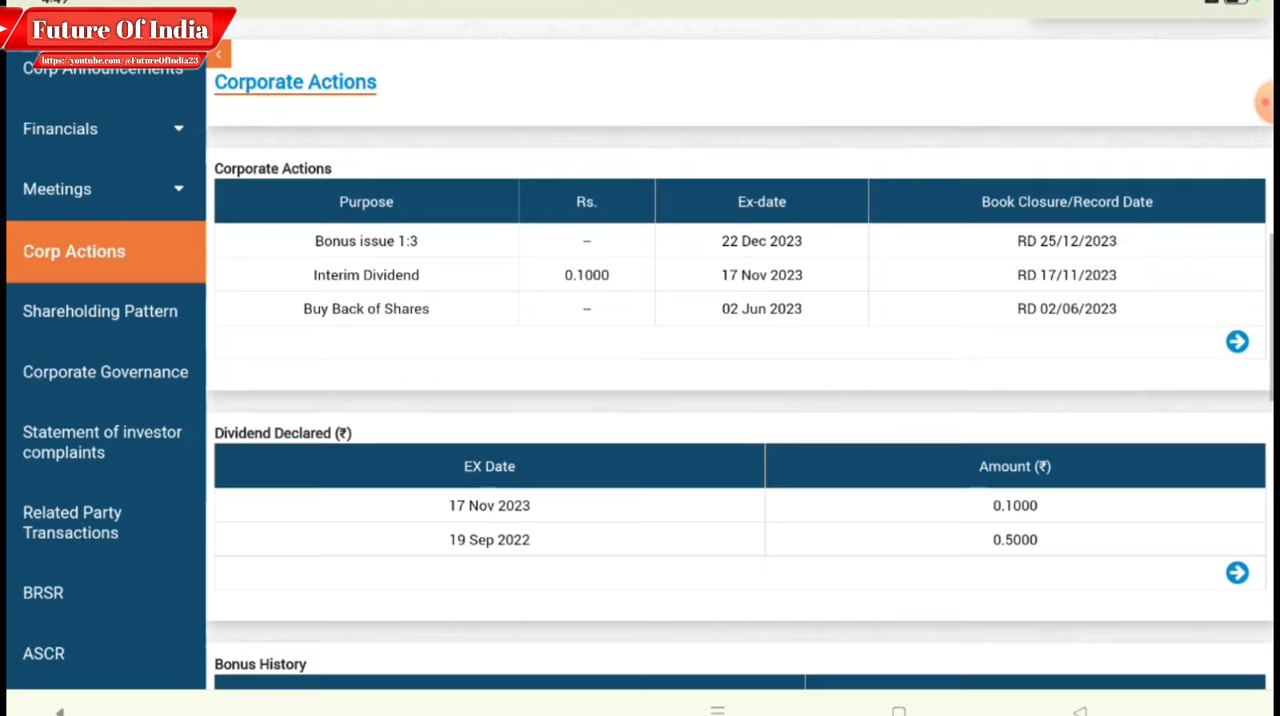 4:49
Future Of India
https://youtube.com/@FutureOfIndia23
Corp Announcements
Financials
Meetings
Corp Actions
Shareholding Pattern
Corporate Governance
Statement of investor
complaints
Related Party
Transactions
BRSR
ASCR
Corporate Actions
Corporate Actions
Purpose Rs. Ex-date Book Closure/Record Date
Bonus issue 1:3 -- 22 Dec 2023 RD 25/12/2023
Interim Dividend 0.1000 17 Nov 2023 RD 17/11/2023
Buy Back of Shares -- 02 Jun 2023 RD 02/06/2023
Dividend Declared (₹)
EX Date Amount (₹)
17 Nov 2023 0.1000
19 Sep 2022 0.5000
Bonus History